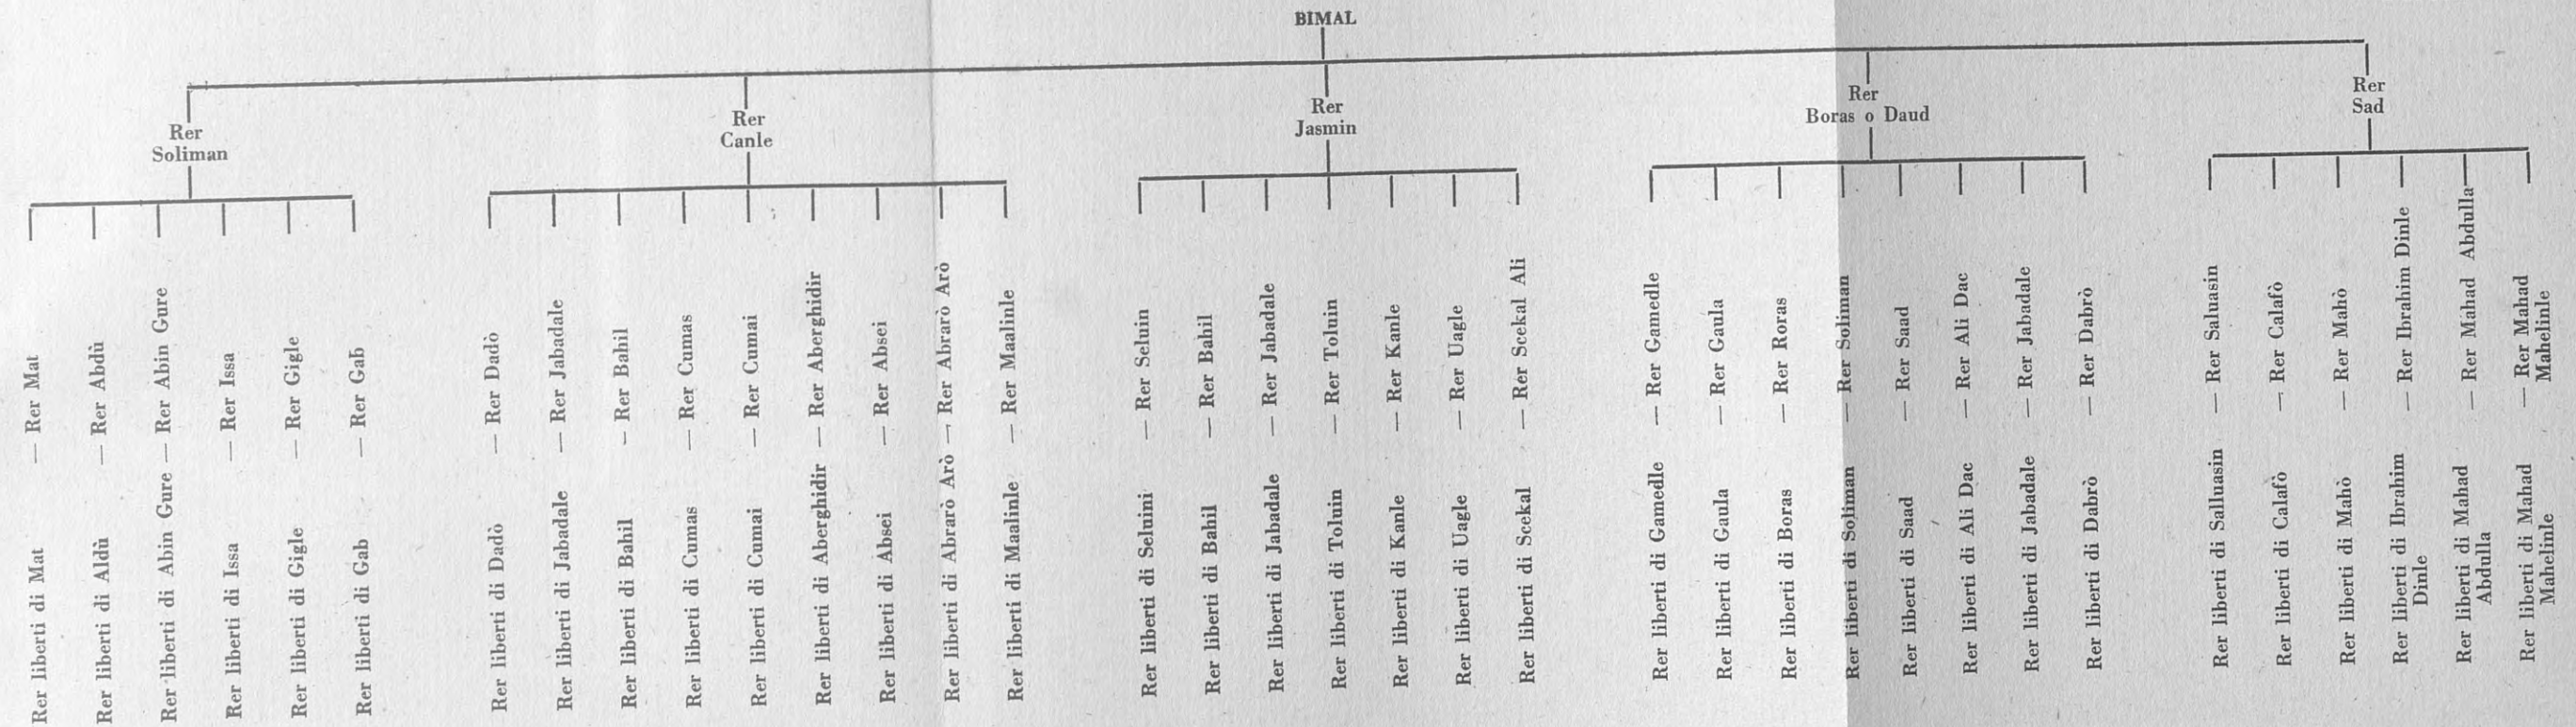 BIMAL
Rer
Soliman
Rer
Canle
Rer
Jasmin
Rer
Boras o Daud
Rer
Sad
Rer liberti di Mat — Rer Mat
Rer liberti di Aldù — Rer Abdù
Rer liberti di Abin Gure — Rer Abin Gure
Rer liberti di Issa — Rer Issa
Rer liberti di Gigle — Rer Gigle
Rer liberti di Gab — Rer Gab
Rer liberti di Dadò — Rer Dadò
Rer liberti di Jabadale — Rer Jabadale
Rer liberti di Bahil — Rer Babil
Rer liberti di Cumas — Rer Cumas
Rer liberti di Cumai — Rer Cumai
Rer liberti di Aberghidir — Rer Aberghidir
Rer liberti di Absei — Rer Absei
Rer liberti di Abrarò Arò — Rer Abrarò Arò
Rer liberti di Maalinle — Rer Maalinle
Rer liberti di Seluini — Rer Seluin
Rer liberti di Bahil — Rer Bahil
Rer liberti di Jabadale — Rer Jabadale
Rer liberti di Toluin — Rer Toluin
Rer liberti di Kanle — Rer Kanle
Rer liberti di Uagle — Rer Uagle
Rer liberti di Scekal — Rer Scekal Ali
Rer liberti di Gamedle — Rer Gamedle
Rer liberti di Gaula — Rer Gaula
Rer liberti di Boras — Rer Roras
Rer liberti di Soliman — Rer Soliman
Rer liberti di Saad — Rer Saad
Rer liberti di Ali Dac — Rer Ali Dac
Rer liberti di Jabadale — Rer Jabadale
Rer liberti di Dabrò — Rer Dabrò
Rer liberti di Salluasin — Rer Saluasin
Rer liberti di Calafò — Rer Calafò
Rer liberti di Mahò — Rer Mahò
Rer liberti di Ibrahim — Rer Ibrahim Dinle
Dinle
Rer liberti di Mahad — Rer Mahad Abdulla
Abdulla
Rer liberti di Mahad — Rer Mahad
Mahelinle Mahelinle